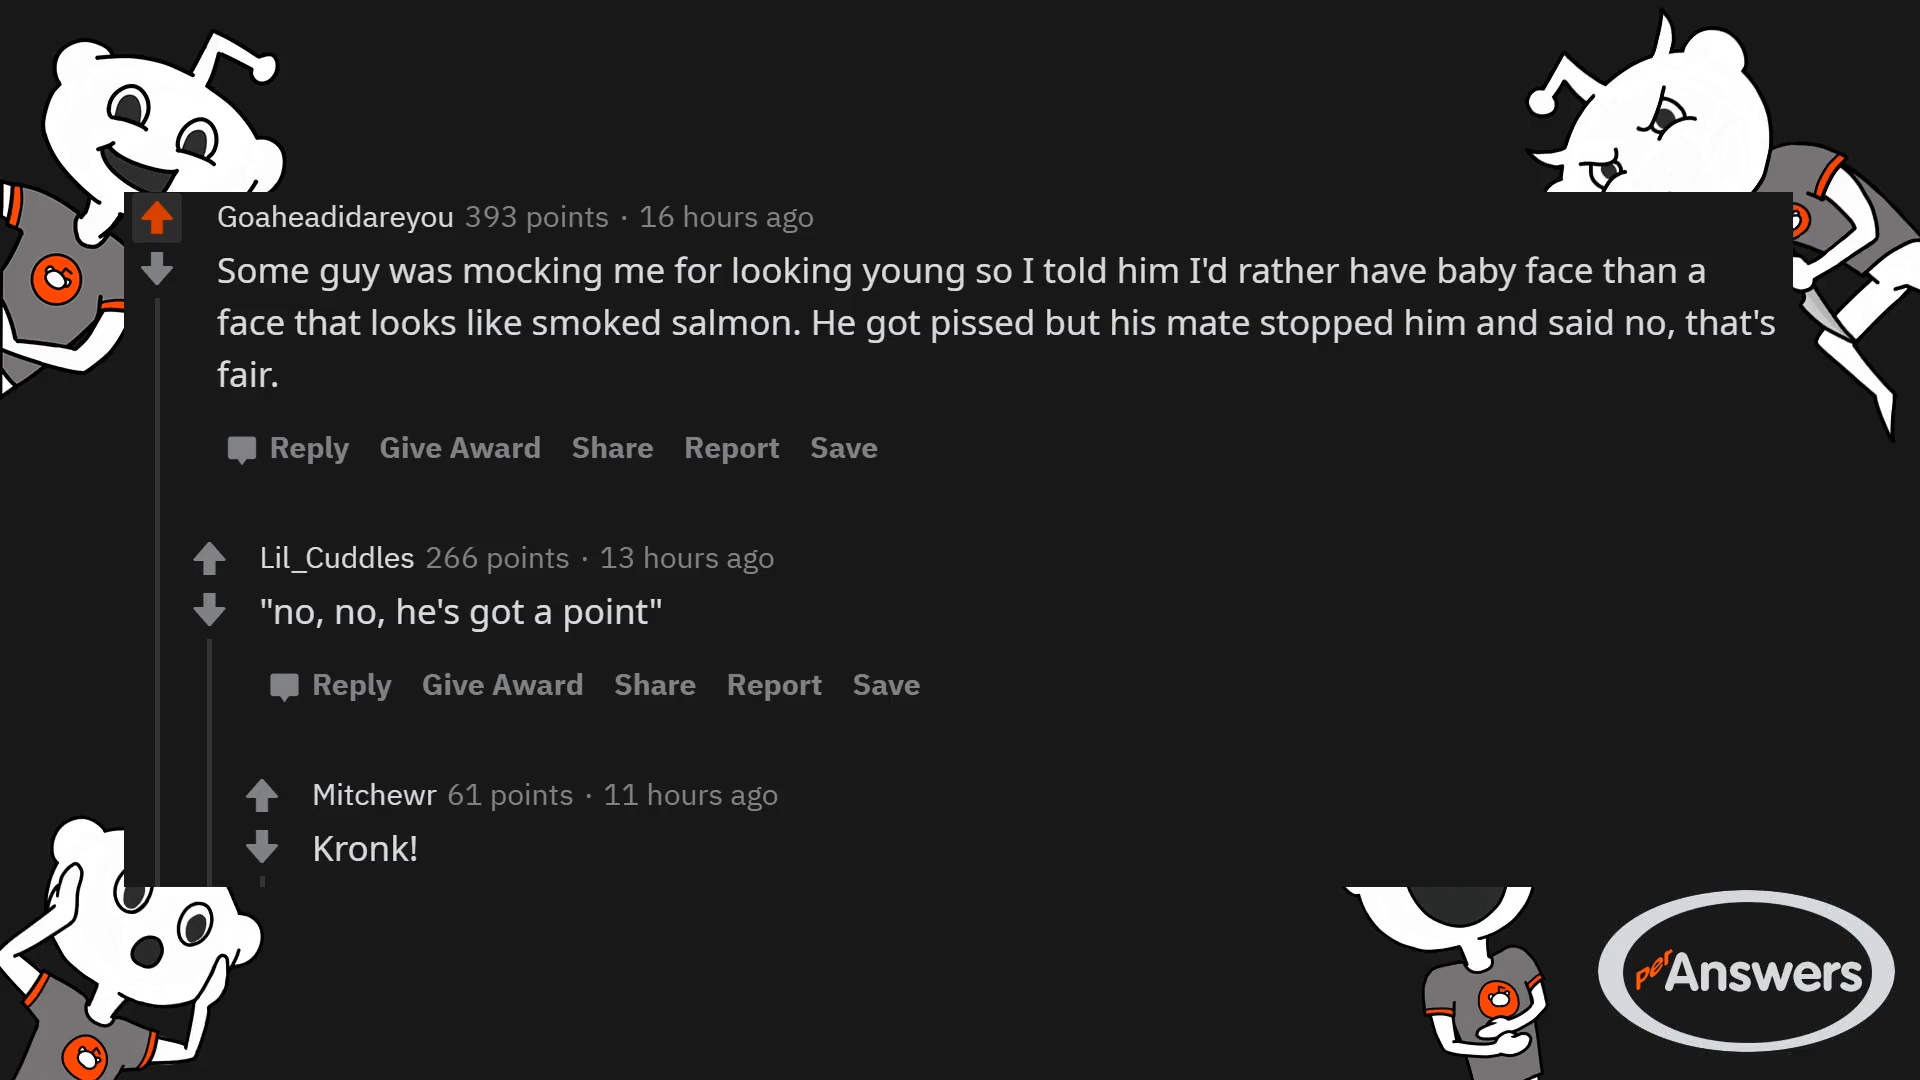 Goaheadidareyou 393 points · 16 hours ago
Some guy was mocking me for looking young so I told him I'd rather have baby face than a
face that looks like smoked salmon. He got pissed but his mate stopped him and said no, that's
fair.
Reply Give Award Share Report Save
Lil_Cuddles 266 points · 13 hours ago
"no, no, he's got a point"
Reply Give Award Share Report Save
Mitchewr 61 points · 11 hours ago
Kronk!
perAnswers